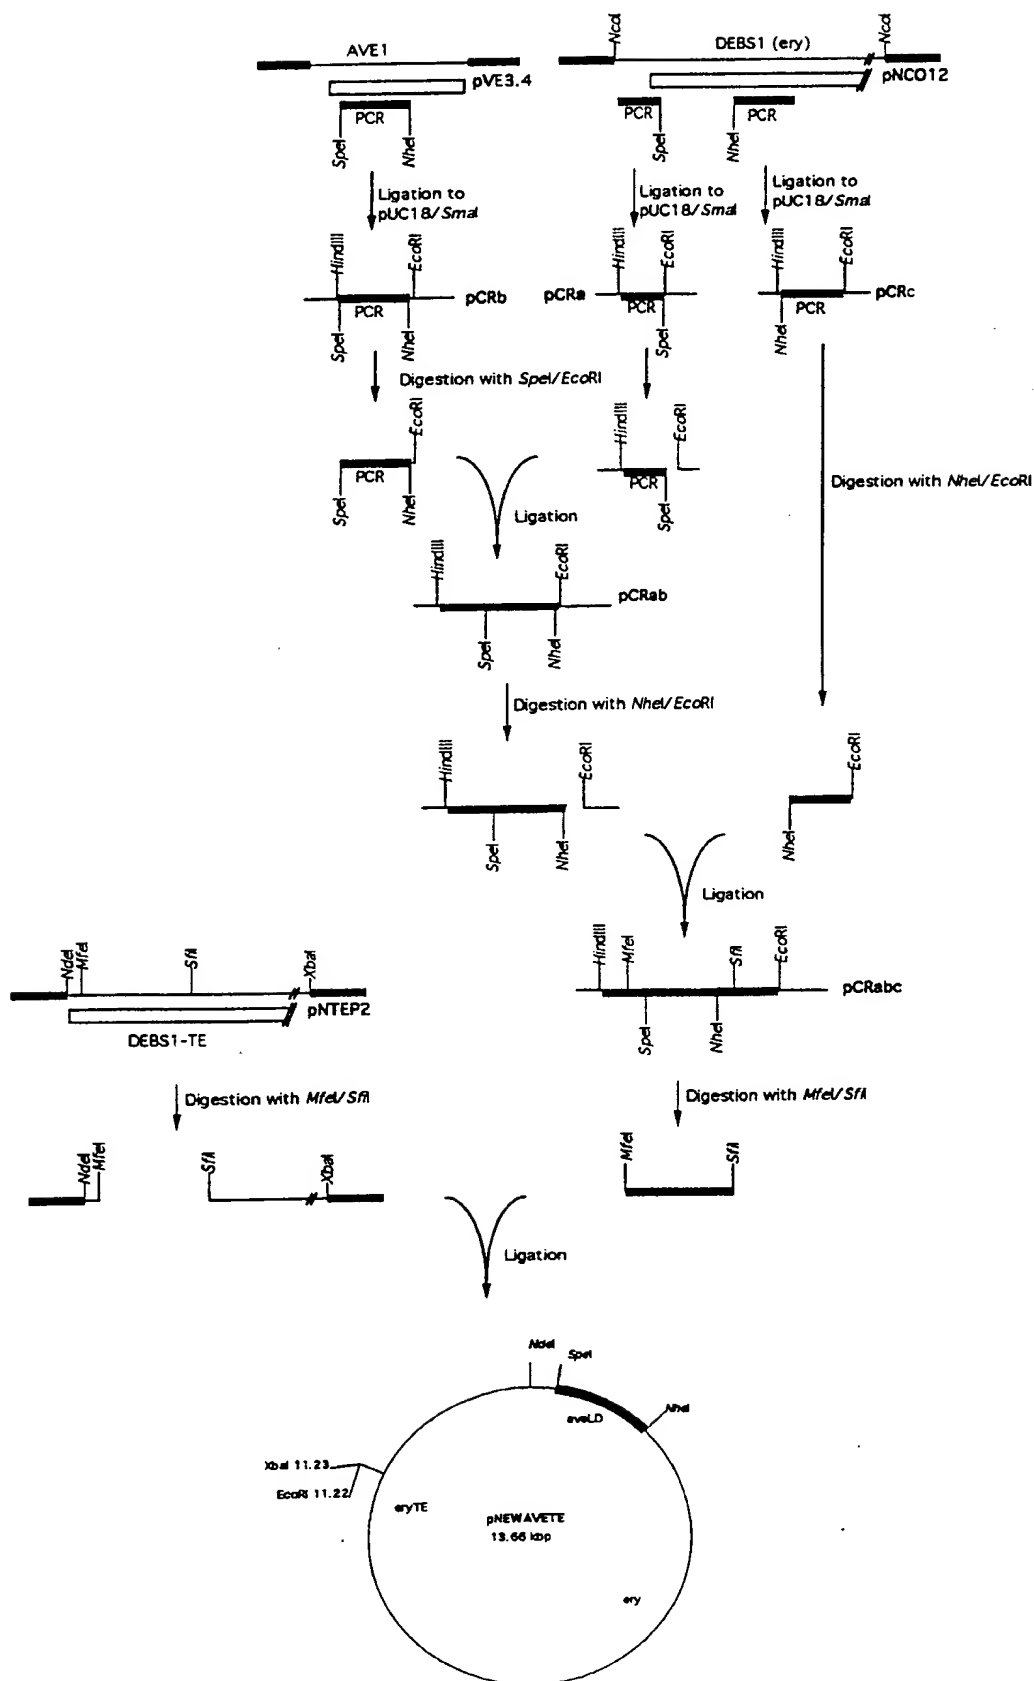 NcoI
NcoI
AVE1
DEBS1 (ery)
pVE3.4
pNCO12
PCR
PCR
PCR
SpeI
NheI
SpeI
NheI
Ligation to
pUC18/SmaI
Ligation to
pUC18/SmaI
Ligation to
pUC18/SmaI
HindIII
EcoRI
HindIII
EcoRI
HindIII
EcoRI
pCRb
pCRa
pCRc
PCR
PCR
PCR
SpeI
NheI
SpeI
NheI
Digestion with SpeI/EcoRI
EcoRI
HindIII
EcoRI
PCR
PCR
SpeI
NheI
SpeI
Digestion with NheI/EcoRI
Ligation
HindIII
EcoRI
pCRab
SpeI
NheI
Digestion with NheI/EcoRI
HindIII
EcoRI
EcoRI
SpeI
NheI
NheI
Ligation
NdeI
MfeI
SfiI
XbaI
pNTEP2
DEBS1-TE
HindIII
MfeI
SfiI
EcoRI
pCRabc
SpeI
NheI
Digestion with MfeI/SfiI
Digestion with MfeI/SfiI
NdeI
MfeI
SfiI
XbaI
MfeI
SfiI
Ligation
NdeI
SpeI
NheI
aveLD
XbaI 11.23
EcoRI 11.22
eryTE
pNEWAVETE
13.66 kbp
ery